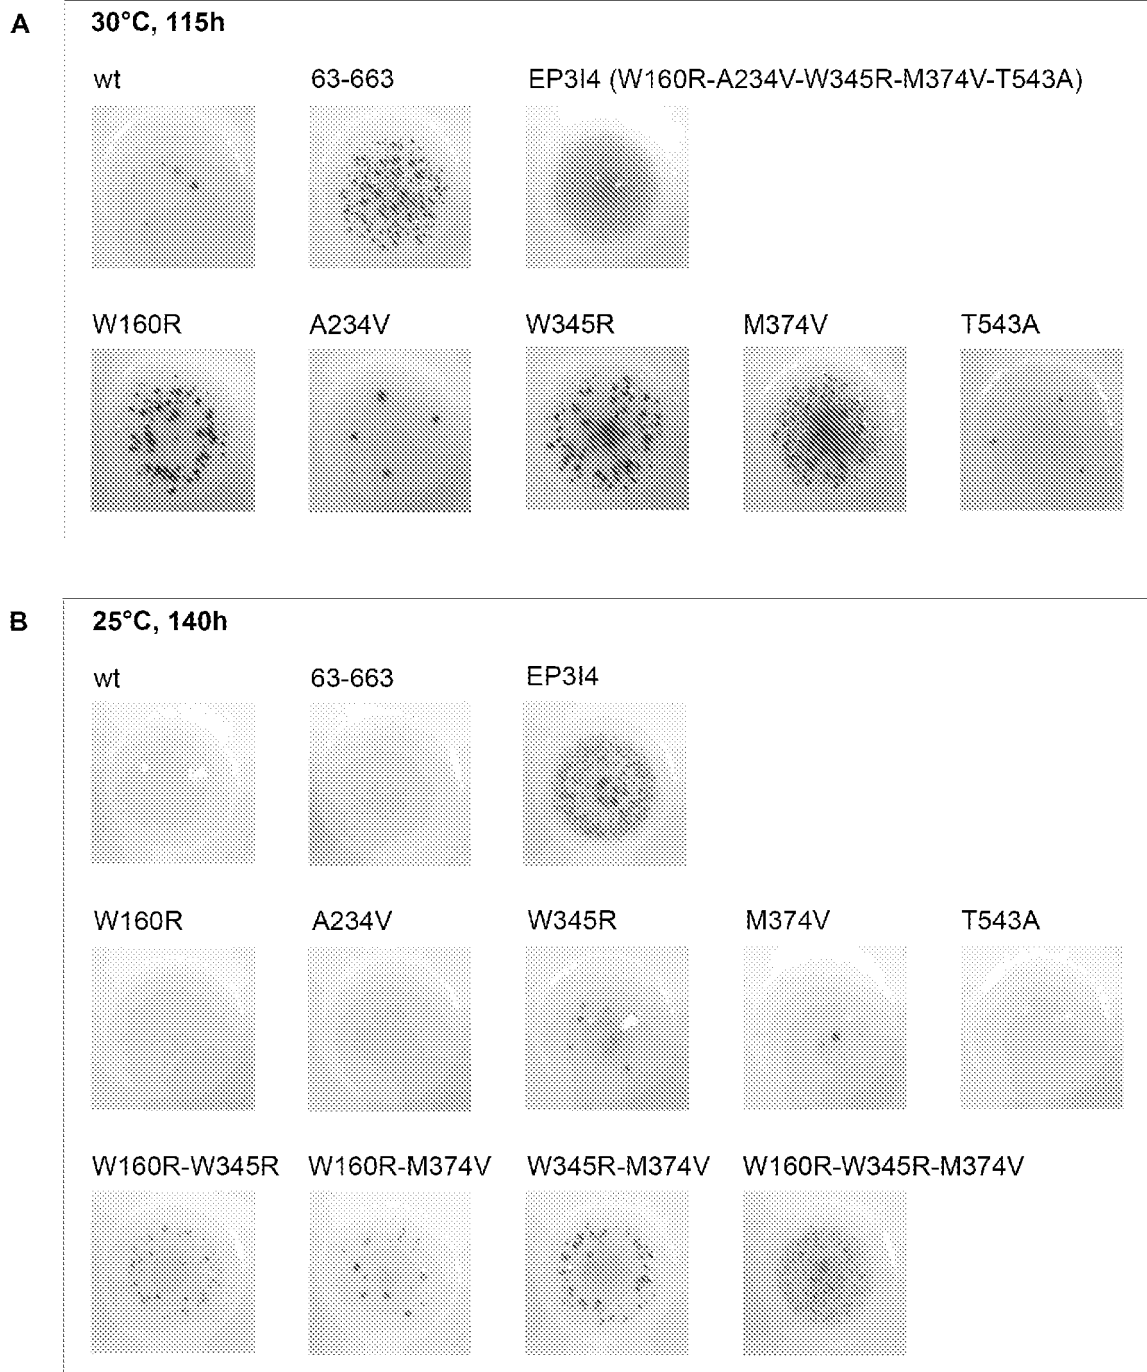 A
30°C, 115h
wt 63-663 EP3I4 (W160R-A234V-W345R-M374V-T543A)
W160R A234V W345R M374V T543A
B
25°C, 140h
wt 63-663 EP3I4
W160R A234V W345R M374V T543A
W160R-W345R W160R-M374V W345R-M374V W160R-W345R-M374V